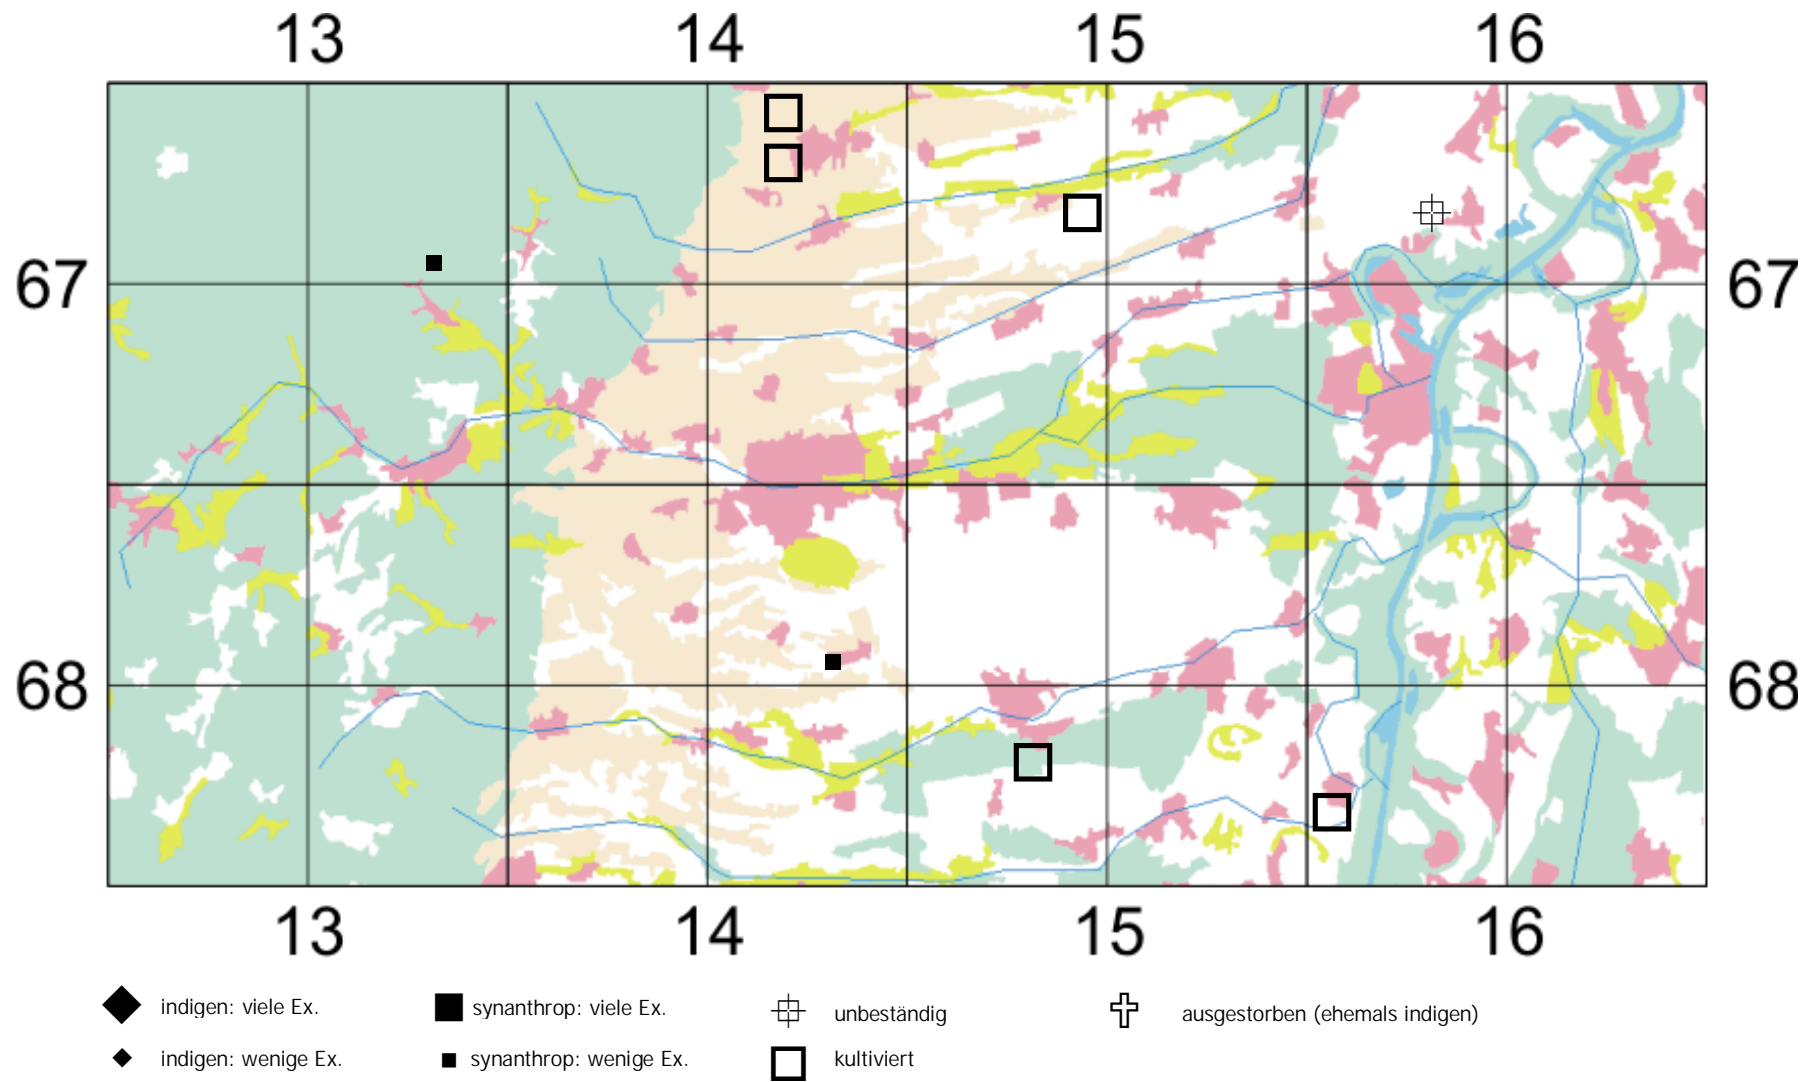 13 14 15 16
67 67
68 68
13 14 15 16
indigen: viele Ex. synanthrop: viele Ex. unbeständig ausgestorben (ehemals indigen)
indigen: wenige Ex. synanthrop: wenige Ex. kultiviert